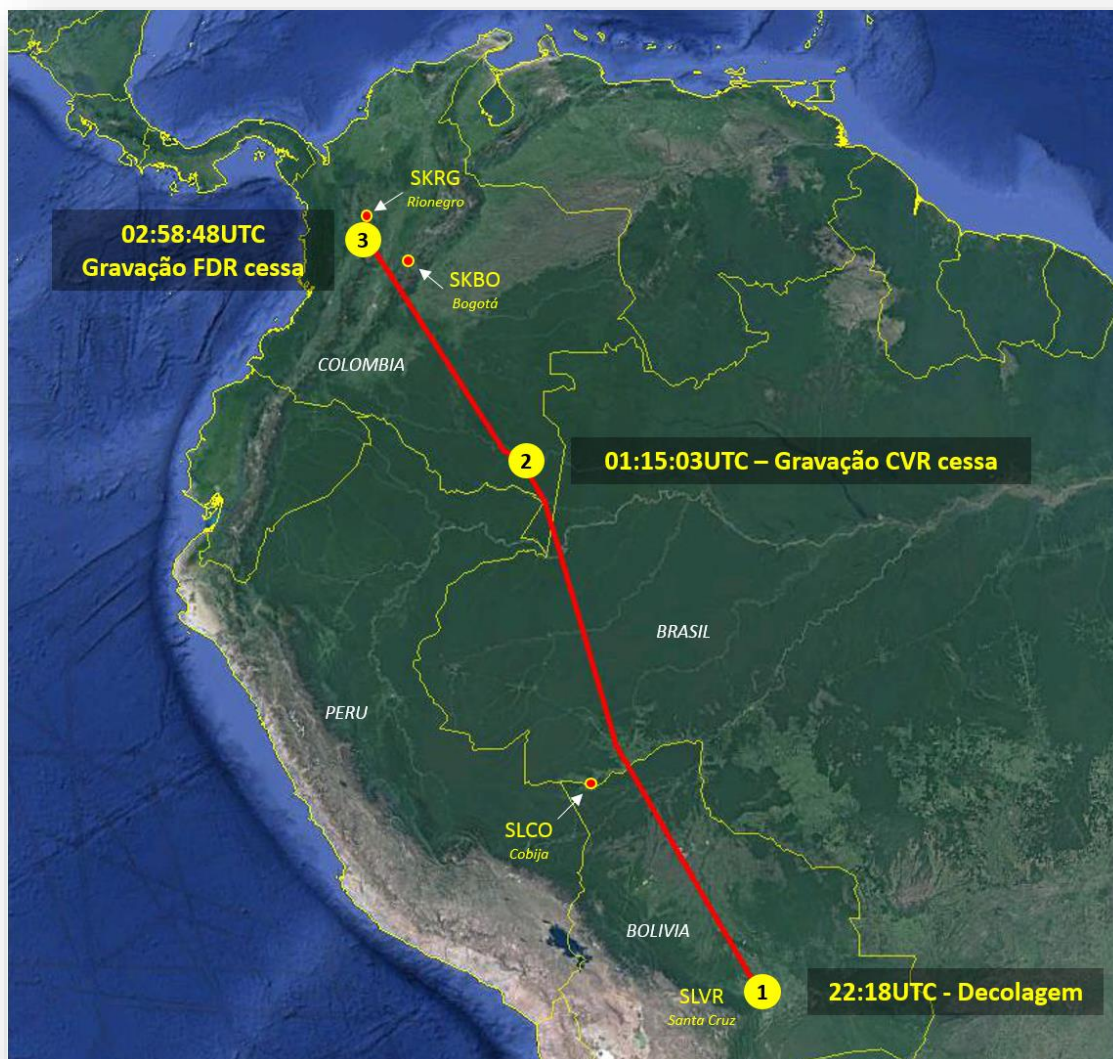 SKRG
Rionegro
02:58:48UTC
Gravação FDR cessa
3
SKBO
Bogotá
COLOMBIA
2
01:15:03UTC – Gravação CVR cessa
BRASIL
PERU
SLCO
Cobija
BOLIVIA
SLVR
Santa Cruz
1
22:18UTC - Decolagem